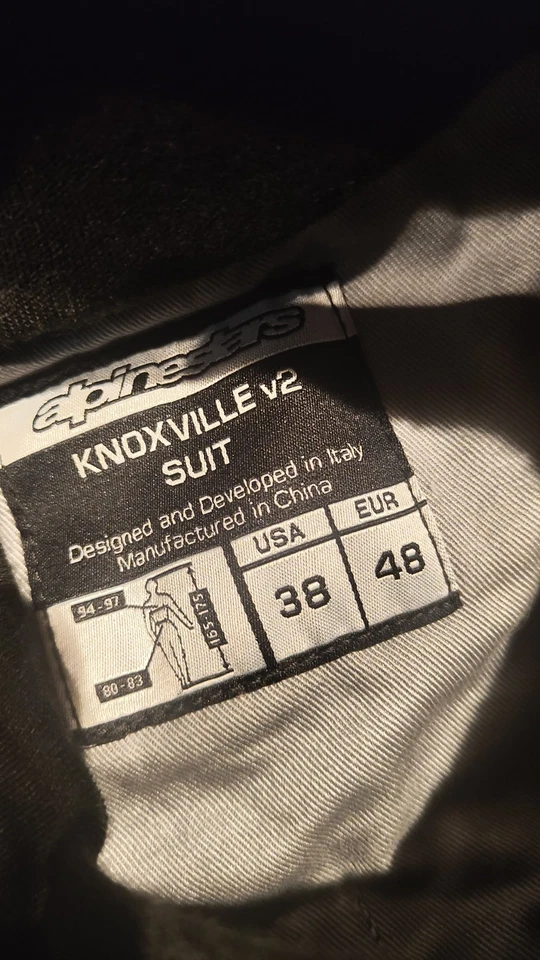 alpinestars
KNOXVILLE v2
SUIT
Designed and Developed in Italy
Manufactured in China
USA
EUR
38
48
94-97
165-175
80-83